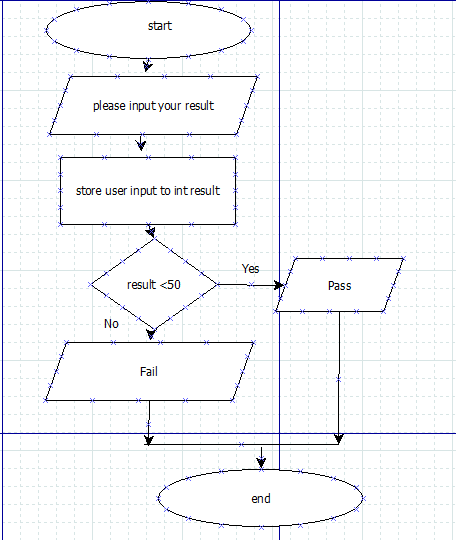 start
please input your result
store user input to int result
result <50
Yes
Pass
No
Fail
end